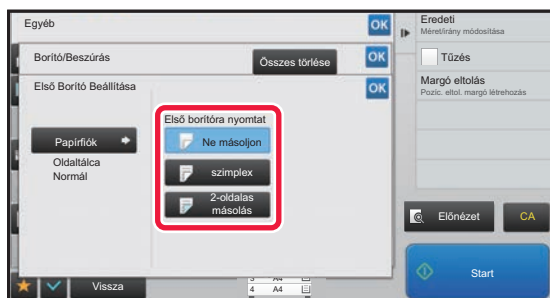 Egyéb
OK
Borító/Beszúrás
Összes törlése
OK
Első Borító Beállítása
OK
Első borítóra nyomtat
Papírfiók
Oldaltálca
Normál
Ne másoljon
szimplex
2-oldalas
másolás
Vissza
A4
4 A4
Eredeti
Méret/irány módosítása
Tűzés
Margó eltolás
Pozíc. eltol. margó létrehozás
Előnézet
CA
Start